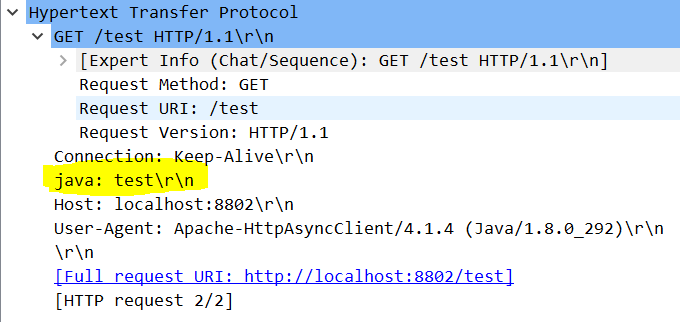 Hypertext Transfer Protocol
GET /test HTTP/1.1\r\n
[Expert Info (Chat/Sequence): GET /test HTTP/1.1\r\n]
Request Method: GET
Request URI: /test
Request Version: HTTP/1.1
Connection: Keep-Alive\r\n
java: test\r\n
Host: localhost:8802\r\n
User-Agent: Apache-HttpAsyncClient/4.1.4 (Java/1.8.0_292)\r\n
\r\n
[Full request URI: http://localhost:8802/test]
[HTTP request 2/2]